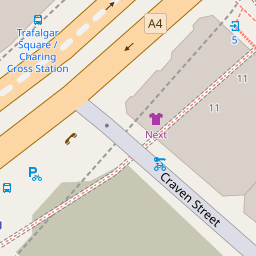 A4
Trafalgar
Square /
Charing
Cross Station
5
11
11
Next
P
Craven Street